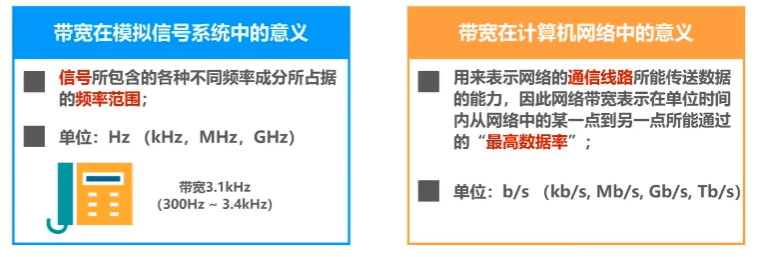 带宽在模拟信号系统中的意义
信号所包含的各种不同频率成分所占据
的频率范围；
单位：Hz （kHz，MHz，GHz）
带宽3.1kHz
（300Hz ~ 3.4kHz）
带宽在计算机网络中的意义
用来表示网络的通信线路所能传送数据
的能力，因此网络带宽表示在单位时间
内从网络中的某一点到另一点所能通过
的“最高数据率”；
单位：b/s （kb/s, Mb/s, Gb/s, Tb/s）